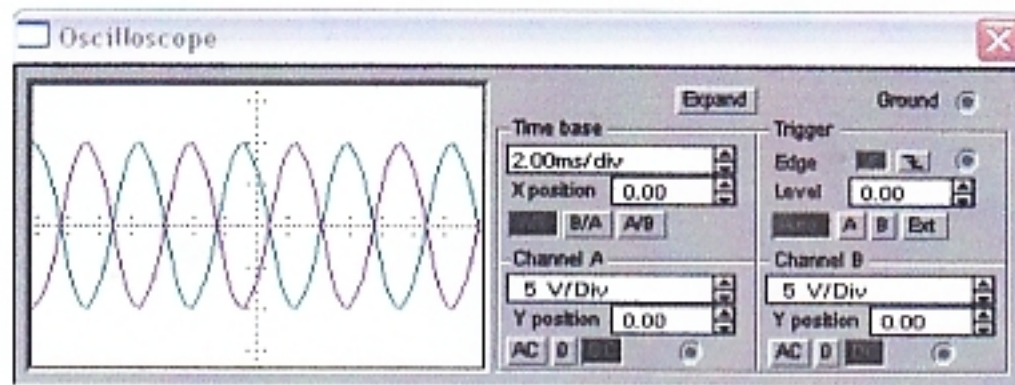 Oscilloscope
Expand
Ground
Time base
2.00ms/div
X position 0.00
B/A A/B
Trigger
Edge
Level 0.00
A B Ext
Channel A
5 V/Div
Y position 0.00
AC 0
Channel B
5 V/Div
Y position 0.00
AC 0